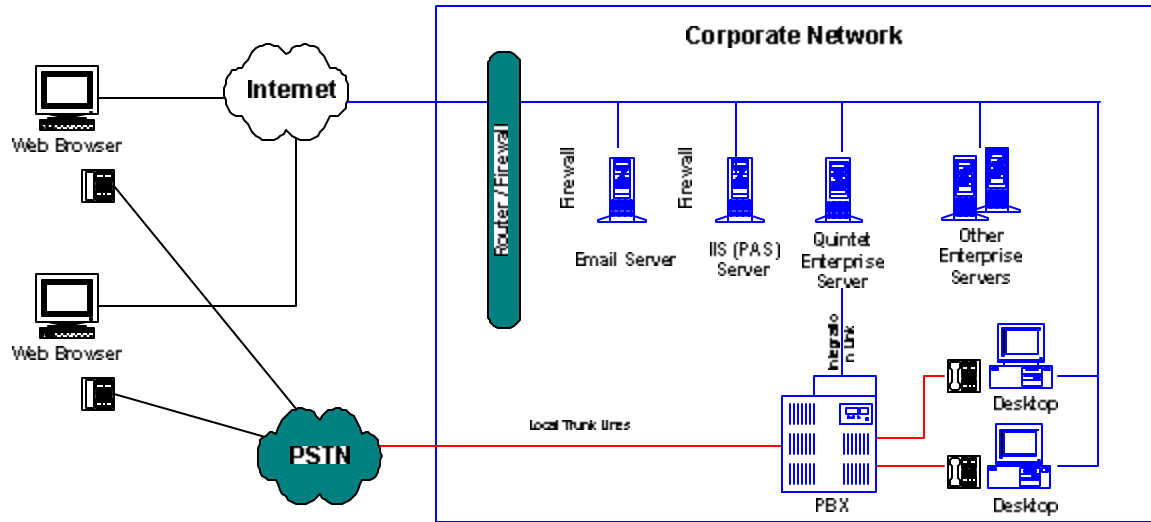 Corporate Network
Internet
Web Browser
Router / Firewall
Firewall
Firewall
Email Server
IIS (PAS)
Server
Quintet
Enterprise
Server
Other
Enterprise
Servers
Web Browser
Integratio
n Link
Desktop
Local Trunk Lines
PSTN
PBX
Desktop